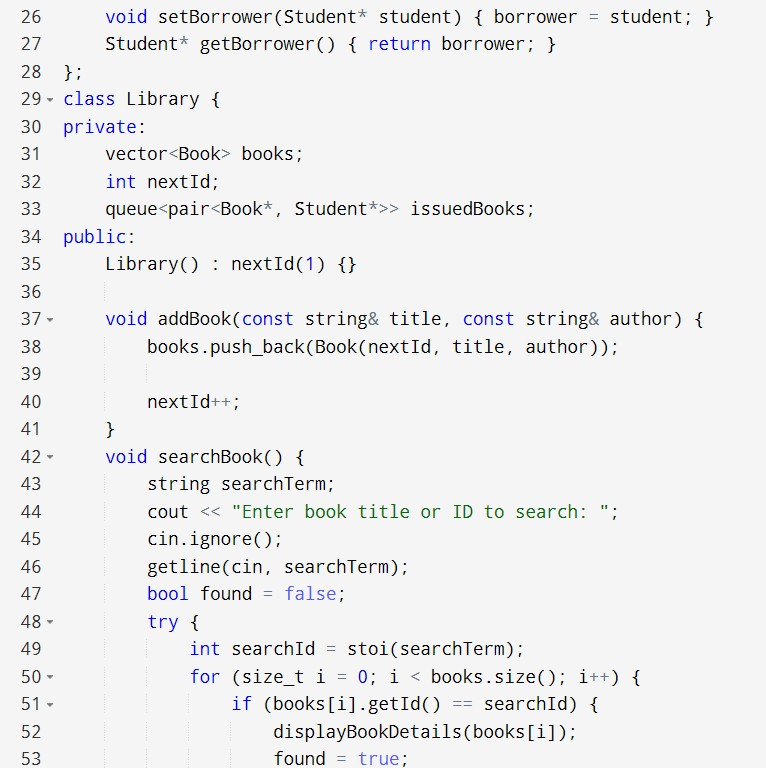 26 void setBorrower(Student* student) { borrower = student; }
27 Student* getBorrower() { return borrower; }
28 };
29 class Library {
30 private:
31 vector<Book> books;
32 int nextId;
33 queue<pair<Book*, Student*>> issuedBooks;
34 public:
35 Library() : nextId(1) {}
36
37 void addBook(const string& title, const string& author) {
38 books.push_back(Book(nextId, title, author));
39
40 nextId++;
41 }
42 void searchBook() {
43 string searchTerm;
44 cout << "Enter book title or ID to search: ";
45 cin.ignore();
46 getline(cin, searchTerm);
47 bool found = false;
48 try {
49 int searchId = stoi(searchTerm);
50 for (size_t i = 0; i < books.size(); i++) {
51 if (books[i].getId() == searchId) {
52 displayBookDetails(books[i]);
53 found = true;